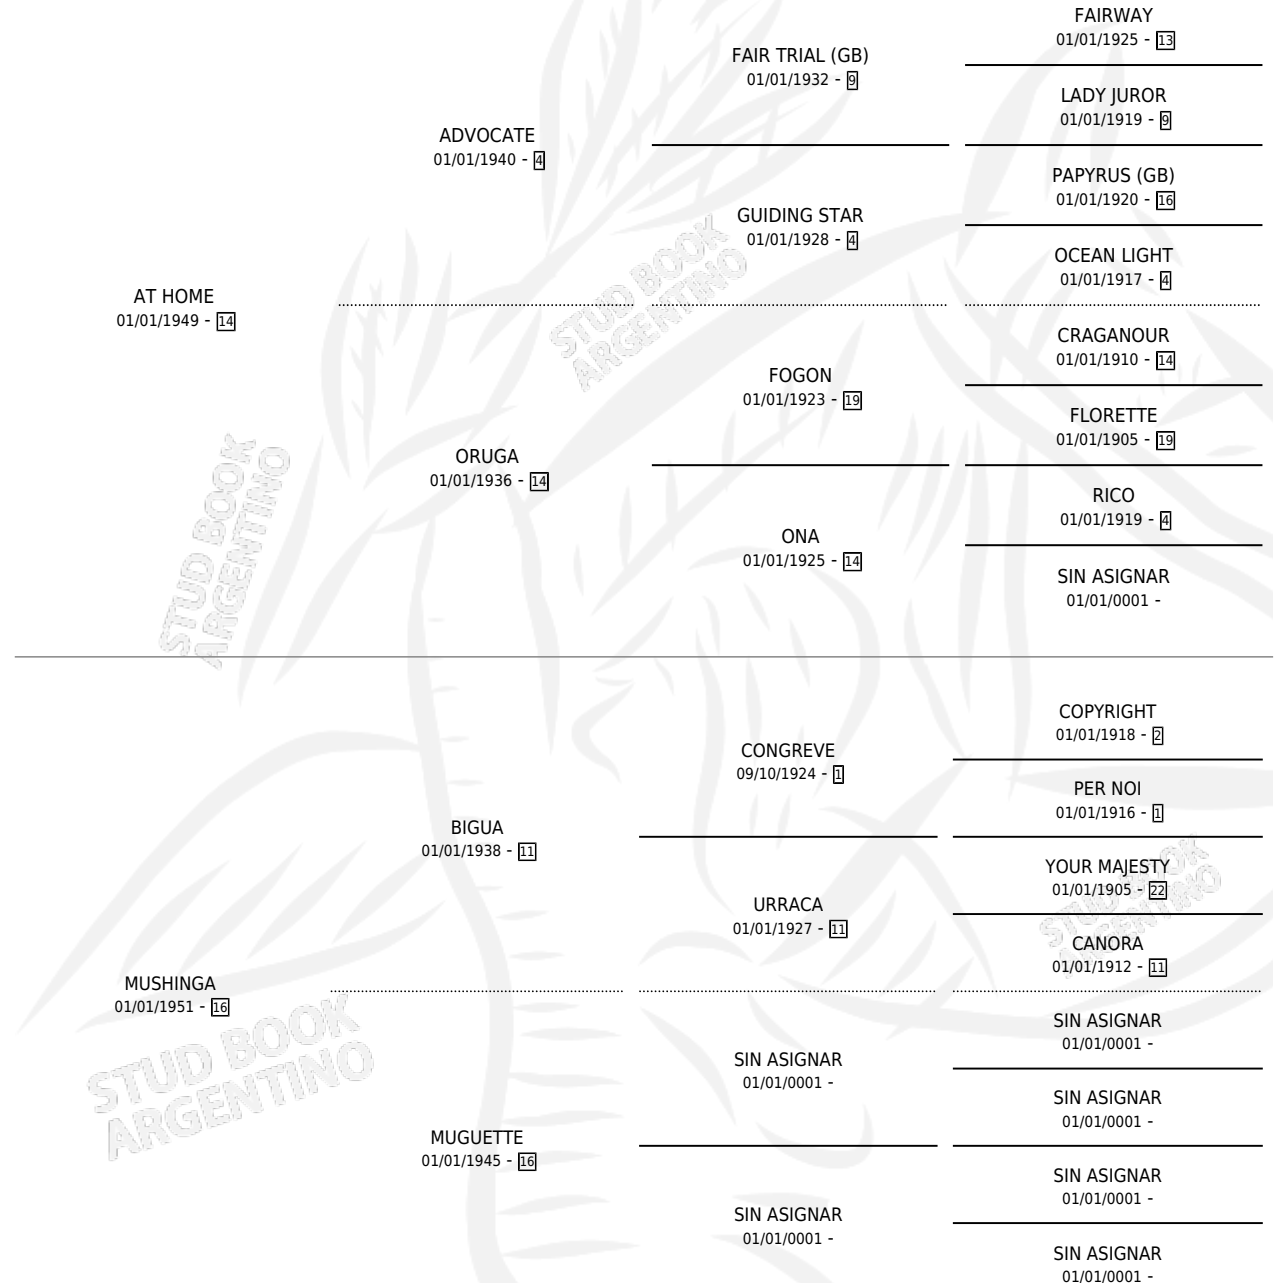 FAIRWAY
01/01/1925 - 13
FAIR TRIAL (GB)
01/01/1932 - 9
LADY JUROR
01/01/1919 - 9
ADVOCATE
01/01/1940 - 4
PAPYRUS (GB)
01/01/1920 - 16
GUIDING STAR
01/01/1928 - 4
OCEAN LIGHT
01/01/1917 - 4
AT HOME
01/01/1949 - 14
CRAGANOUR
01/01/1910 - 14
FOGON
01/01/1923 - 19
FLORETTE
01/01/1905 - 19
ORUGA
01/01/1936 - 14
RICO
01/01/1919 - 4
ONA
01/01/1925 - 14
SIN ASIGNAR
01/01/0001 -
STUD BOOK
ARGENTINO
STUD BOOK
ARGENTINO
COPYRIGHT
01/01/1918 - 2
CONGREVE
09/10/1924 - 1
PER NOI
01/01/1916 - 1
BIGUA
01/01/1938 - 11
YOUR MAJESTY
01/01/1905 - 22
URRACA
01/01/1927 - 11
CANORA
01/01/1912 - 11
STUD BOOK
ARGENTINO
MUSHINGA
01/01/1951 - 16
SIN ASIGNAR
01/01/0001 -
SIN ASIGNAR
01/01/0001 -
SIN ASIGNAR
01/01/0001 -
STUD BOOK
ARGENTINO
MUGUETTE
01/01/1945 - 16
SIN ASIGNAR
01/01/0001 -
SIN ASIGNAR
01/01/0001 -
SIN ASIGNAR
01/01/0001 -